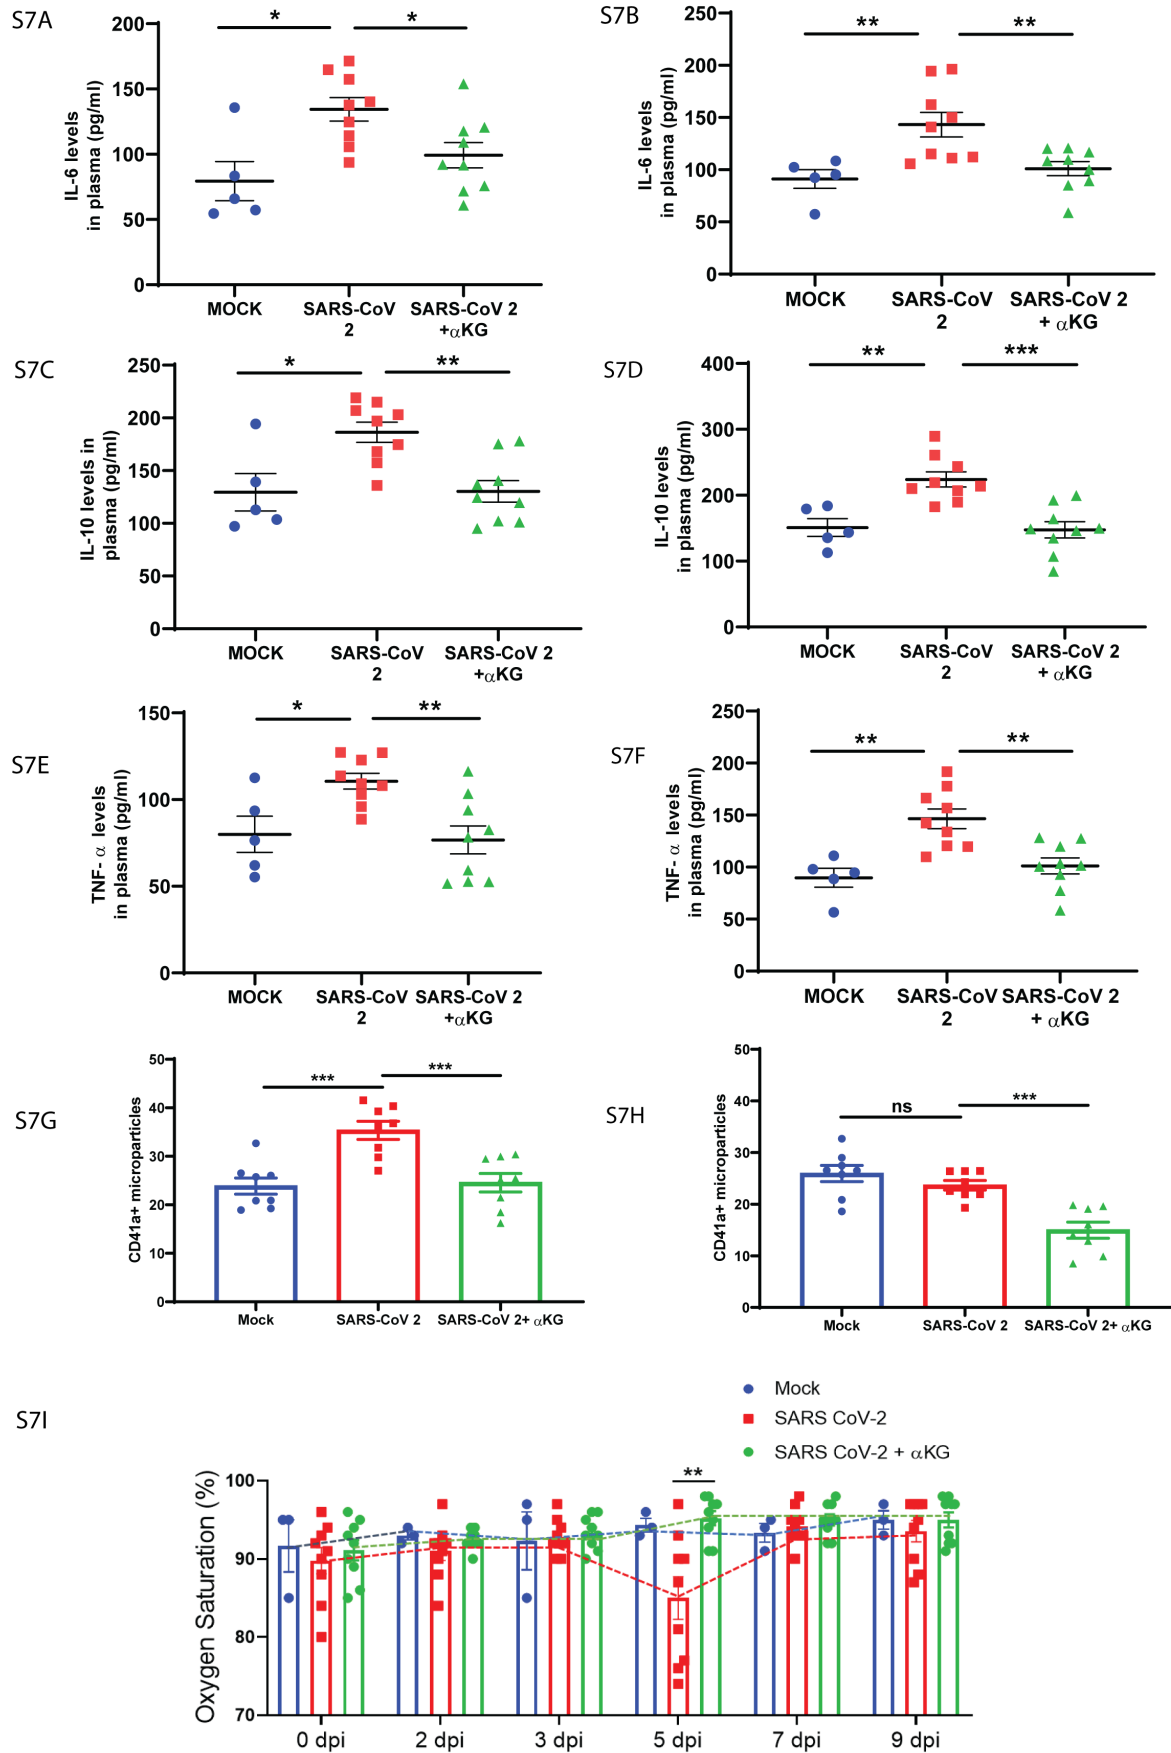 S7A
200
150
100
50
0
IL-6 levels
in plasma (pg/ml)
*
*
MOCK
SARS-CoV
2
SARS-CoV 2
+αKG
S7B
250
200
150
100
50
0
IL-6 levels
in plasma (pg/ml)
**
**
MOCK
SARS-CoV
2
SARS-CoV 2
+ αKG
S7C
250
200
150
100
50
0
IL-10 levels in
plasma (pg/ml)
*
**
MOCK
SARS-CoV
2
SARS-CoV 2
+αKG
S7D
400
300
200
100
0
IL-10 levels
in plasma (pg/ml)
**
***
MOCK
SARS-CoV
2
SARS-CoV 2
+ αKG
S7E
150
100
50
0
TNF- α levels
in plasma (pg/ml)
*
**
MOCK
SARS-CoV
2
SARS-CoV 2
+αKG
S7F
250
200
150
100
50
0
TNF- α levels
in plasma (pg/ml)
**
**
MOCK
SARS-CoV
2
SARS-CoV 2
+ αKG
S7G
50
40
30
20
10
0
CD41a+ microparticles
***
***
Mock
SARS-CoV 2
SARS-CoV 2+ αKG
S7H
50
40
30
20
10
0
CD41a+ microparticles
ns
***
Mock
SARS-CoV 2
SARS-CoV 2+ αKG
S7I
Mock
SARS CoV-2
SARS CoV-2 + αKG
100
90
80
70
Oxygen Saturation (%)
**
0 dpi
2 dpi
3 dpi
5 dpi
7 dpi
9 dpi